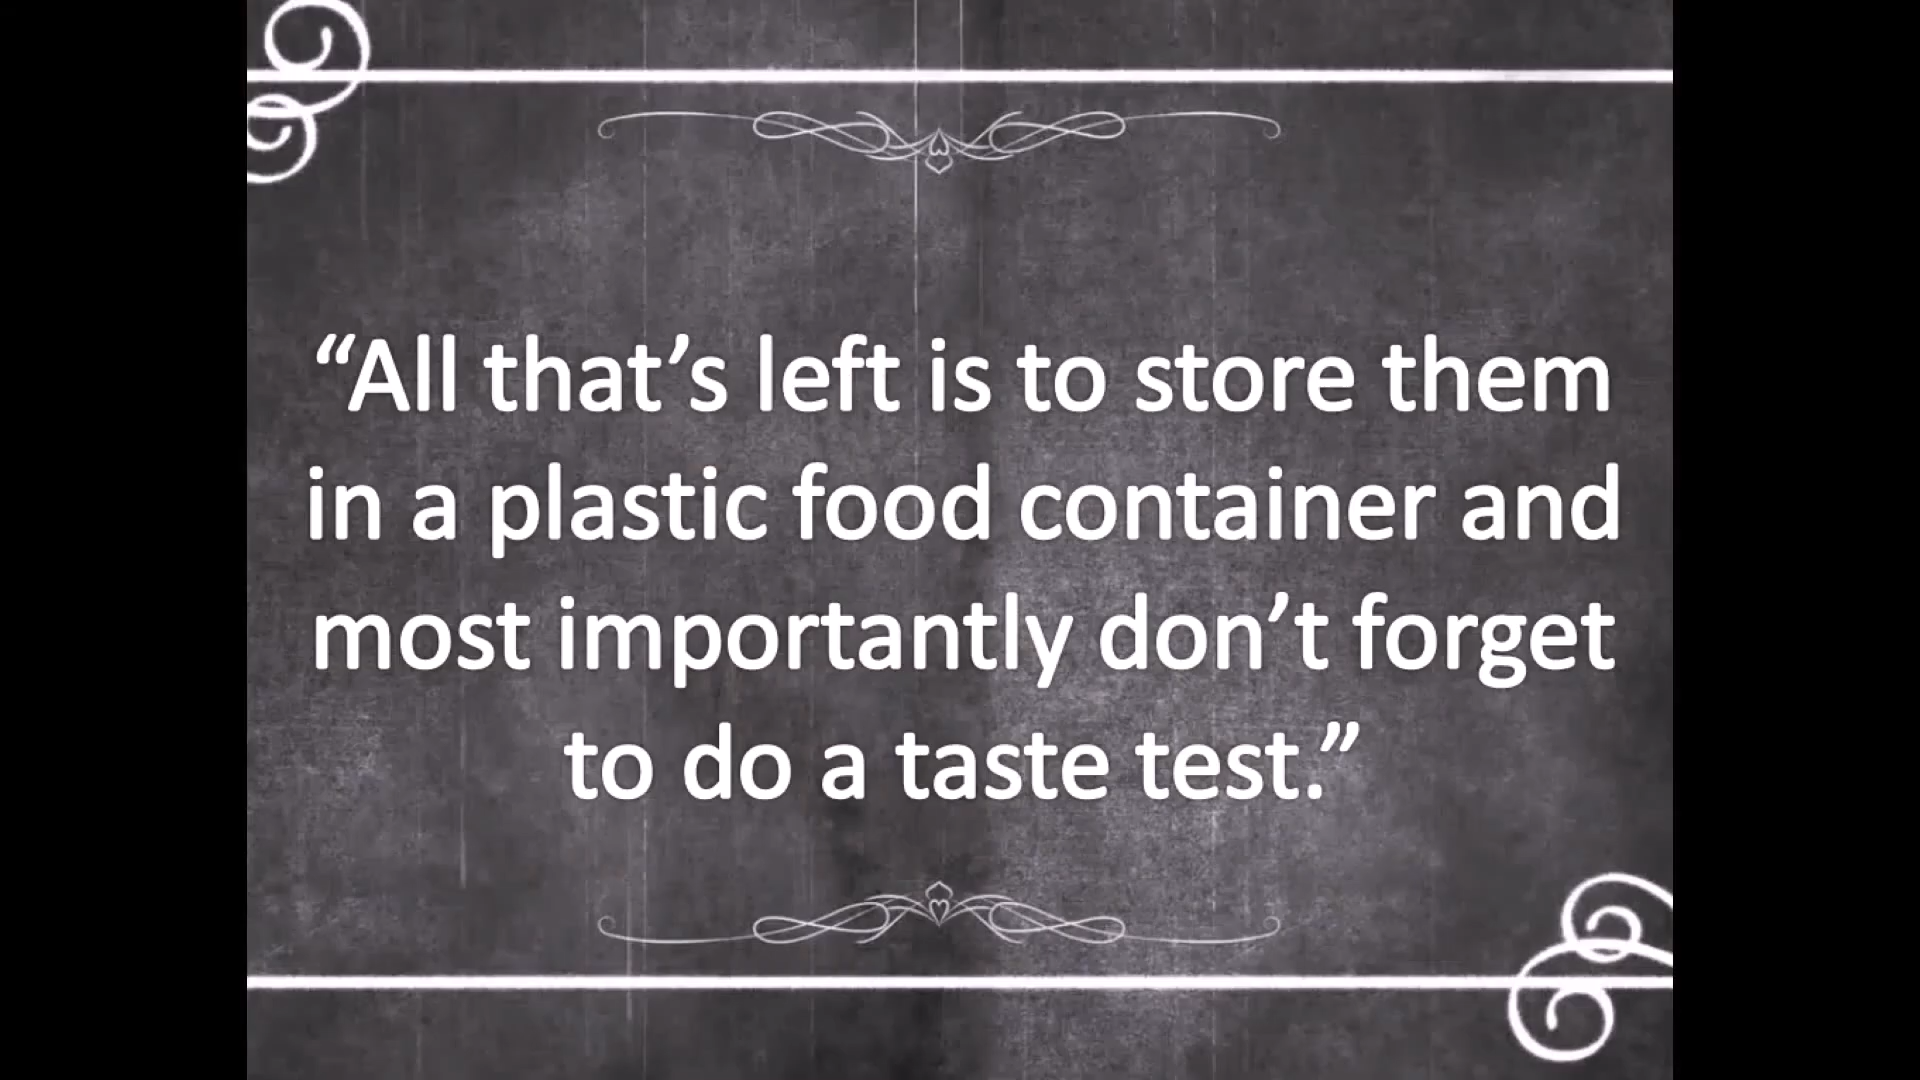 “All that’s left is to store them
in a plastic food container and
most importantly don’t forget
to do a taste test.”